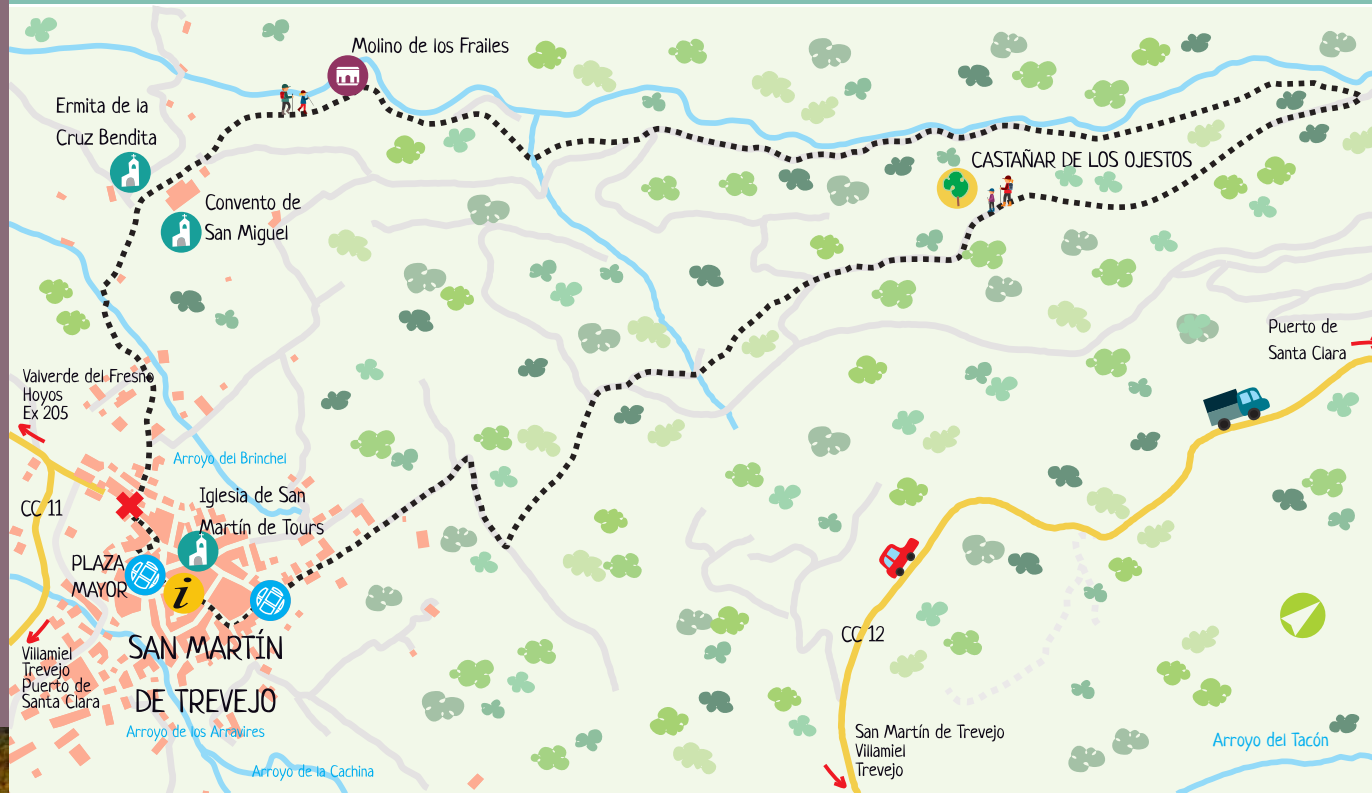 Molino de los Frailes
Ermita de la
Cruz Bendita
CASTAÑAR DE LOS OJESTOS
Convento de
San Miguel
Puerto de
Santa Clara
Valverde del Fresno
Hoyos
Ex 205
Arroyo del Brinchel
CC 11
Iglesia de San
Martín de Tours
PLAZA
MAYOR
i
SAN MARTÍN
DE TREVEJO
CC 12
Villamiel
Trevejo
Puerto de
Santa Clara
Arroyo de los Arravires
Arroyo de la Cachina
San Martín de Trevejo
Villamiel
Trevejo
Arroyo del Tacón